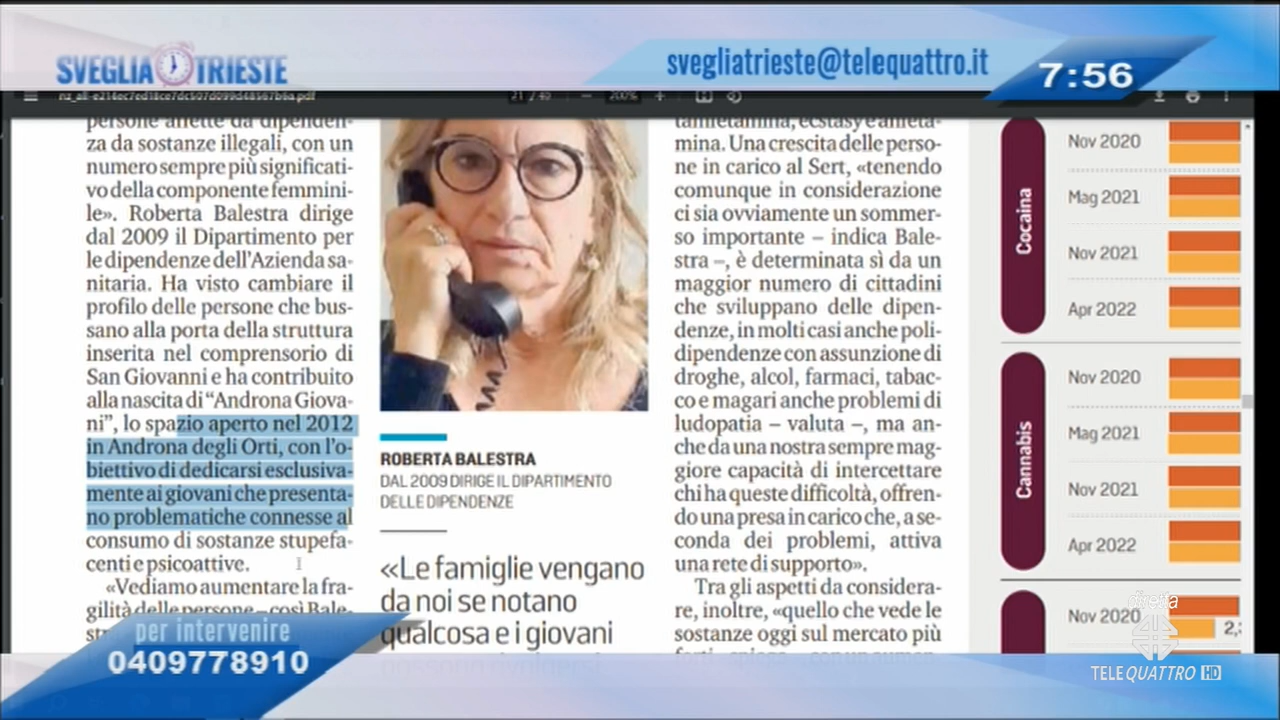 SVEGLIA TRIESTE
svegliatrieste@telequattro.it
7:56
21 / 40
200%
persone affette da dipenden-
za da sostanze illegali, con un
numero sempre più significati-
vo della componente femmini-
le». Roberta Balestra dirige
dal 2009 il Dipartimento per
le dipendenze dell'Azienda sa-
nitaria. Ha visto cambiare il
profilo delle persone che bus-
sano alla porta della struttura
inserita nel comprensorio di
San Giovanni e ha contribuito
alla nascita di “Androna Giova-
ni”, lo spazio aperto nel 2012
in Androna degli Orti, con l'o-
biettivo di dedicarsi esclusiva-
mente ai giovani che presenta-
no problematiche connesse al
consumo di sostanze stupefa-
centi e psicoattive.
«Vediamo aumentare la fra-
gilità delle persone – così Bale-
ROBERTA BALESTRA
DAL 2009 DIRIGE IL DIPARTIMENTO
DELLE DIPENDENZE
«Le famiglie vengano
da noi se notano
qualcosa e i giovani
tamfetamina, ecstasy e anfeta-
mina. Una crescita delle perso-
ne in carico al Sert, «tenendo
comunque in considerazione
ci sia ovviamente un sommer-
so importante – indica Bale-
stra –, è determinata sì da un
maggior numero di cittadini
che sviluppano delle dipen-
denze, in molti casi anche poli-
dipendenze con assunzione di
droghe, alcol, farmaci, tabac-
co e magari anche problemi di
ludopatia – valuta –, ma an-
che da una nostra sempre mag-
giore capacità di intercettare
chi ha queste difficoltà, offren-
do una presa in carico che, a se-
conda dei problemi, attiva
una rete di supporto».
Tra gli aspetti da considera-
re, inoltre, «quello che vede le
sostanze oggi sul mercato più
Cocaina
Nov 2020
Mag 2021
Nov 2021
Apr 2022
Cannabis
Nov 2020
Mag 2021
Nov 2021
Apr 2022
Nov 2020
2,
per intervenire
0409778910
diretta
TELEQUATTRO HD